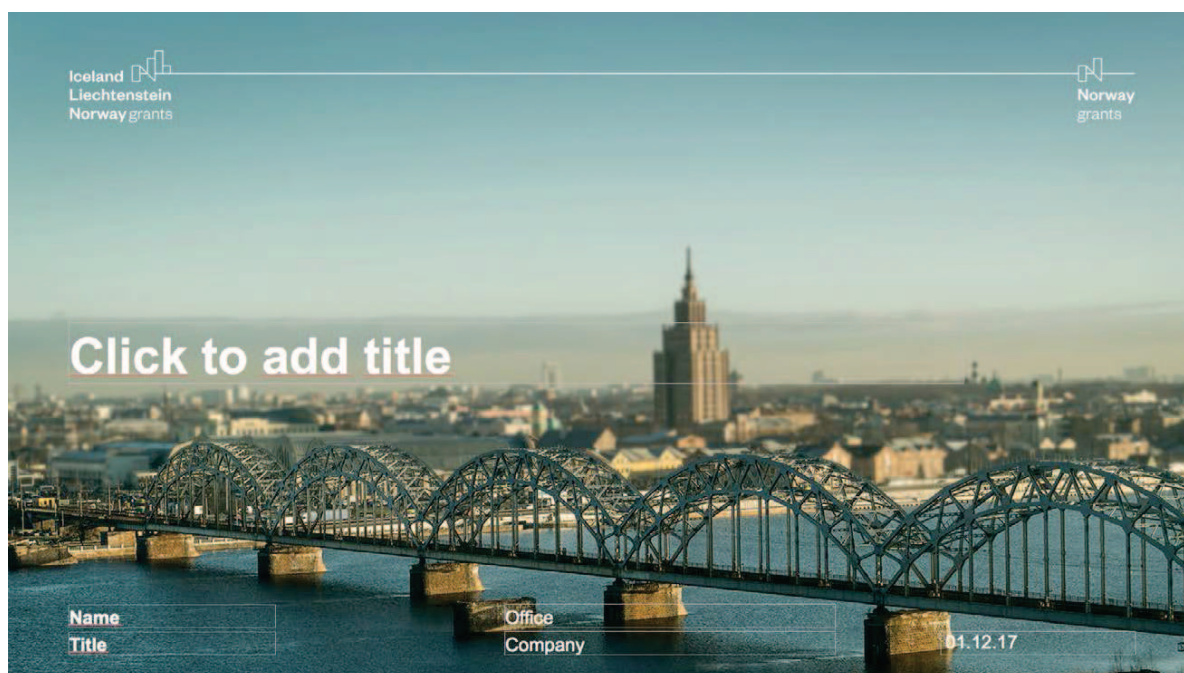 Iceland
Liechtenstein
Norway grants
Norway
grants
Click to add title
Name
Title
Office
Company
01.12.17